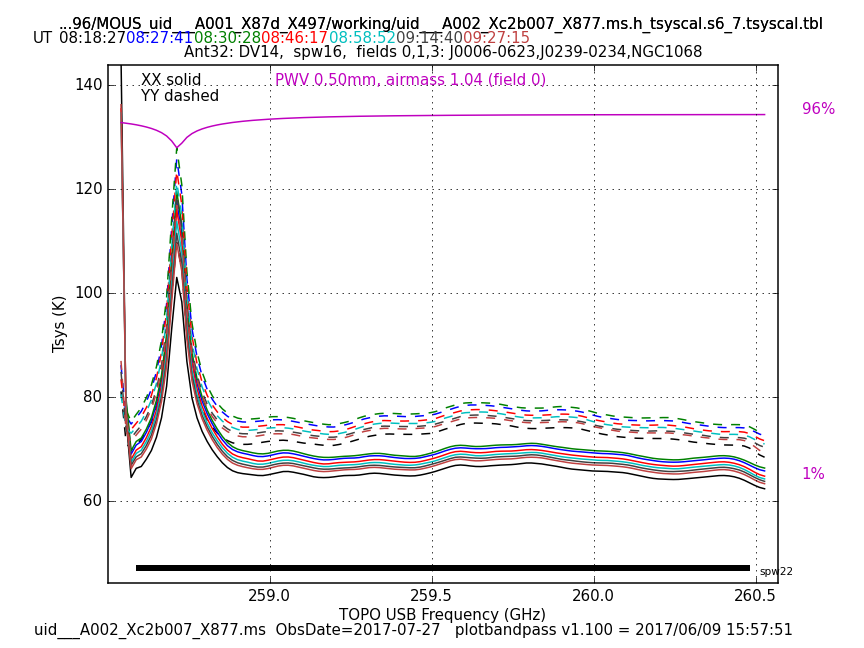 ...96/MOUS_uid___A001_X87d_X497/working/uid___A002_Xc2b007_X877.ms.h_tsyscal.s6_7.tsyscal.tbl
UT 08:18:27 08:27:41 08:30:28 08:46:17 08:58:52 09:14:40 09:27:15
Ant32: DV14,  spw16,  fields 0,1,3: J0006-0623,J0239-0234,NGC1068
XX solid
YY dashed
PWV 0.50mm, airmass 1.04 (field 0)
96%
1%
140
120
100
80
60
Tsys (K)
spw22
259.0
259.5
260.0
260.5
TOPO USB Frequency (GHz)
uid___A002_Xc2b007_X877.ms  ObsDate=2017-07-27   plotbandpass v1.100 = 2017/06/09 15:57:51